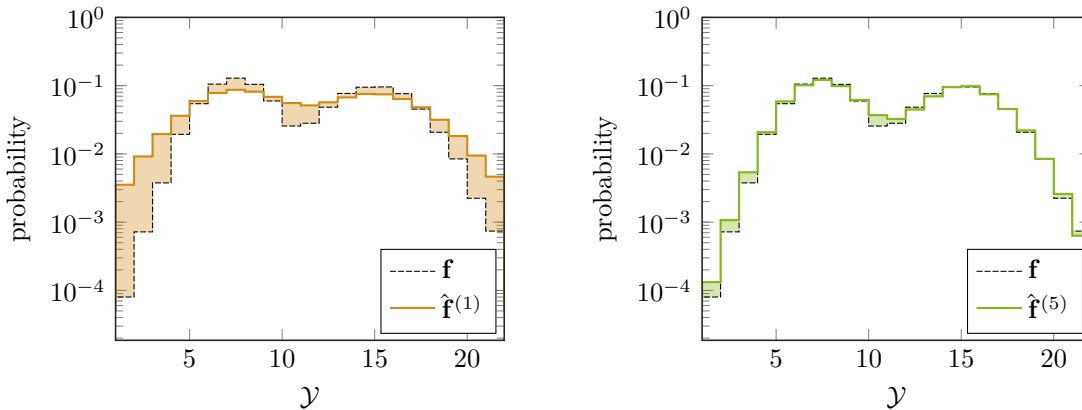 probability
10^0
10^{-1}
10^{-2}
10^{-3}
10^{-4}
5 10 15 20
𝒴
f
f̂^{(1)}
probability
10^0
10^{-1}
10^{-2}
10^{-3}
10^{-4}
5 10 15 20
𝒴
f
f̂^{(5)}